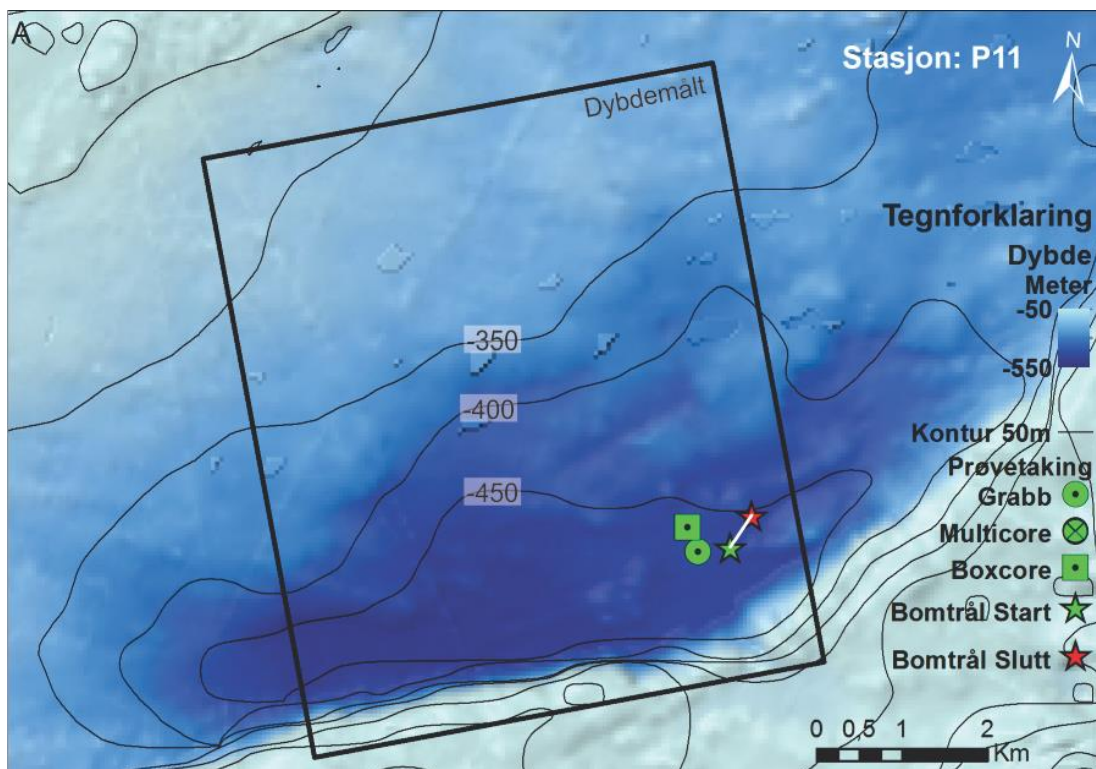 A
Stasjon: P11
N
Dybdemålt
Tegnforklaring
Dybde
Meter
-50
-550
-350
-400
-450
Kontur 50m
Prøvetaking
Grabb
Multicore
Boxcore
Bomtrål Start
Bomtrål Slutt
0 0,5 1 2
Km